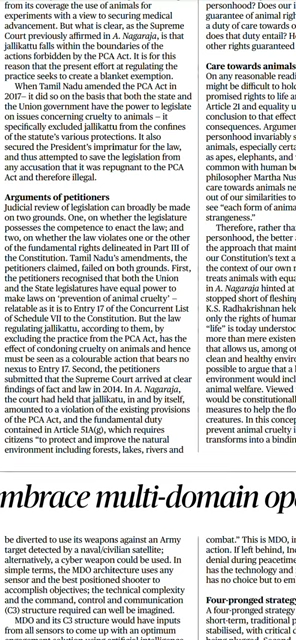 from its coverage the use of animals for
experiments with a view to securing medical
advancement. But what is clear, as the Supreme
Court previously affirmed in A. Nagaraja, is that
jallikattu falls within the boundaries of the
actions forbidden by the PCA Act. It is for this
reason that the present effort at regulating the
practice seeks to create a blanket exemption.
When Tamil Nadu amended the PCA Act in
2017— it did so on the basis that both the state and
the Union government have the power to legislate
on issues concerning cruelty to animals — it
specifically excluded jallikattu from the confines
of the statute's various protections. It also
secured the President's imprimatur for the law,
and thus attempted to save the legislation from
any accusation that it was repugnant to the PCA
Act and therefore illegal.
Arguments of petitioners
Judicial review of legislation can broadly be made
on two grounds. One, on whether the legislature
possesses the competence to enact the law; and
two, on whether the law violates one or the other
of the fundamental rights delineated in Part III of
the Constitution. Tamil Nadu's amendments, the
petitioners claimed, failed on both grounds. First,
the petitioners recognised that both the Union
and the State legislatures have equal power to
make laws on 'prevention of animal cruelty' —
relatable as it is to Entry 17 of the Concurrent List
of Schedule VII to the Constitution. But the law
regulating jallikattu, according to them, by
excluding the practice from the PCA Act, has the
effect of condoning cruelty on animals and hence
must be seen as a colourable action that bears no
nexus to Entry 17. Second, the petitioners
submitted that the Supreme Court arrived at clear
findings of fact and law in 2014. In A. Nagaraja,
the court had held that jallikattu, in and by itself,
amounted to a violation of the existing provisions
of the PCA Act, and the fundamental duty
contained in Article 51A(g), which requires
citizens "to protect and improve the natural
environment including forests, lakes, rivers and
personhood? Does our
guarantee of animal rig
a duty of care towards o
does that duty entail? H
other rights guaranteed
Care towards animals
On any reasonable readi
might be difficult to hold
promised rights to life a
Article 21 and equality u
conclusion to that effect
consequences. Argumen
personhood invariably s
animals, especially certa
as apes, elephants, and
common with human be
philosopher Martha Nus
care towards animals ne
out of our similarities to
see "each form of anima
strangeness."
Therefore, rather tha
personhood, the better a
the approach that maint
our Constitution's text a
the context of our own r
treats animals with equa
in A. Nagaraja hinted at
stopped short of fleshing
K.S. Radhakrishnan held
only the rights of human
"life" is today understoo
more than mere existenc
that allows us, among ot
clean and healthy enviro
possible to argue that a h
environment would incl
animal welfare. Viewed
would be constitutionall
measures to help the flo
creatures. In this concep
prevent animal cruelty i
transforms into a bindin
mbrace multi-domain ope
be diverted to use its weapons against an Army
target detected by a naval/civilian satellite;
alternatively, a cyber weapon could be used. In
simple terms, the MDO architecture uses any
sensor and the best positioned shooter to
accomplish objectives; the technical complexity
and the command, control and communication
(C3) structure required can well be imagined.
MDO and its C3 structure would have inputs
from all sensors to come up with an optimum
combat." This is MDO, in
action. If left behind, Ind
denial during peacetime
has the technology and
has no choice but to em
Four-pronged strategy
A four-pronged strategy
short-term, traditional p
stabilised, with critical